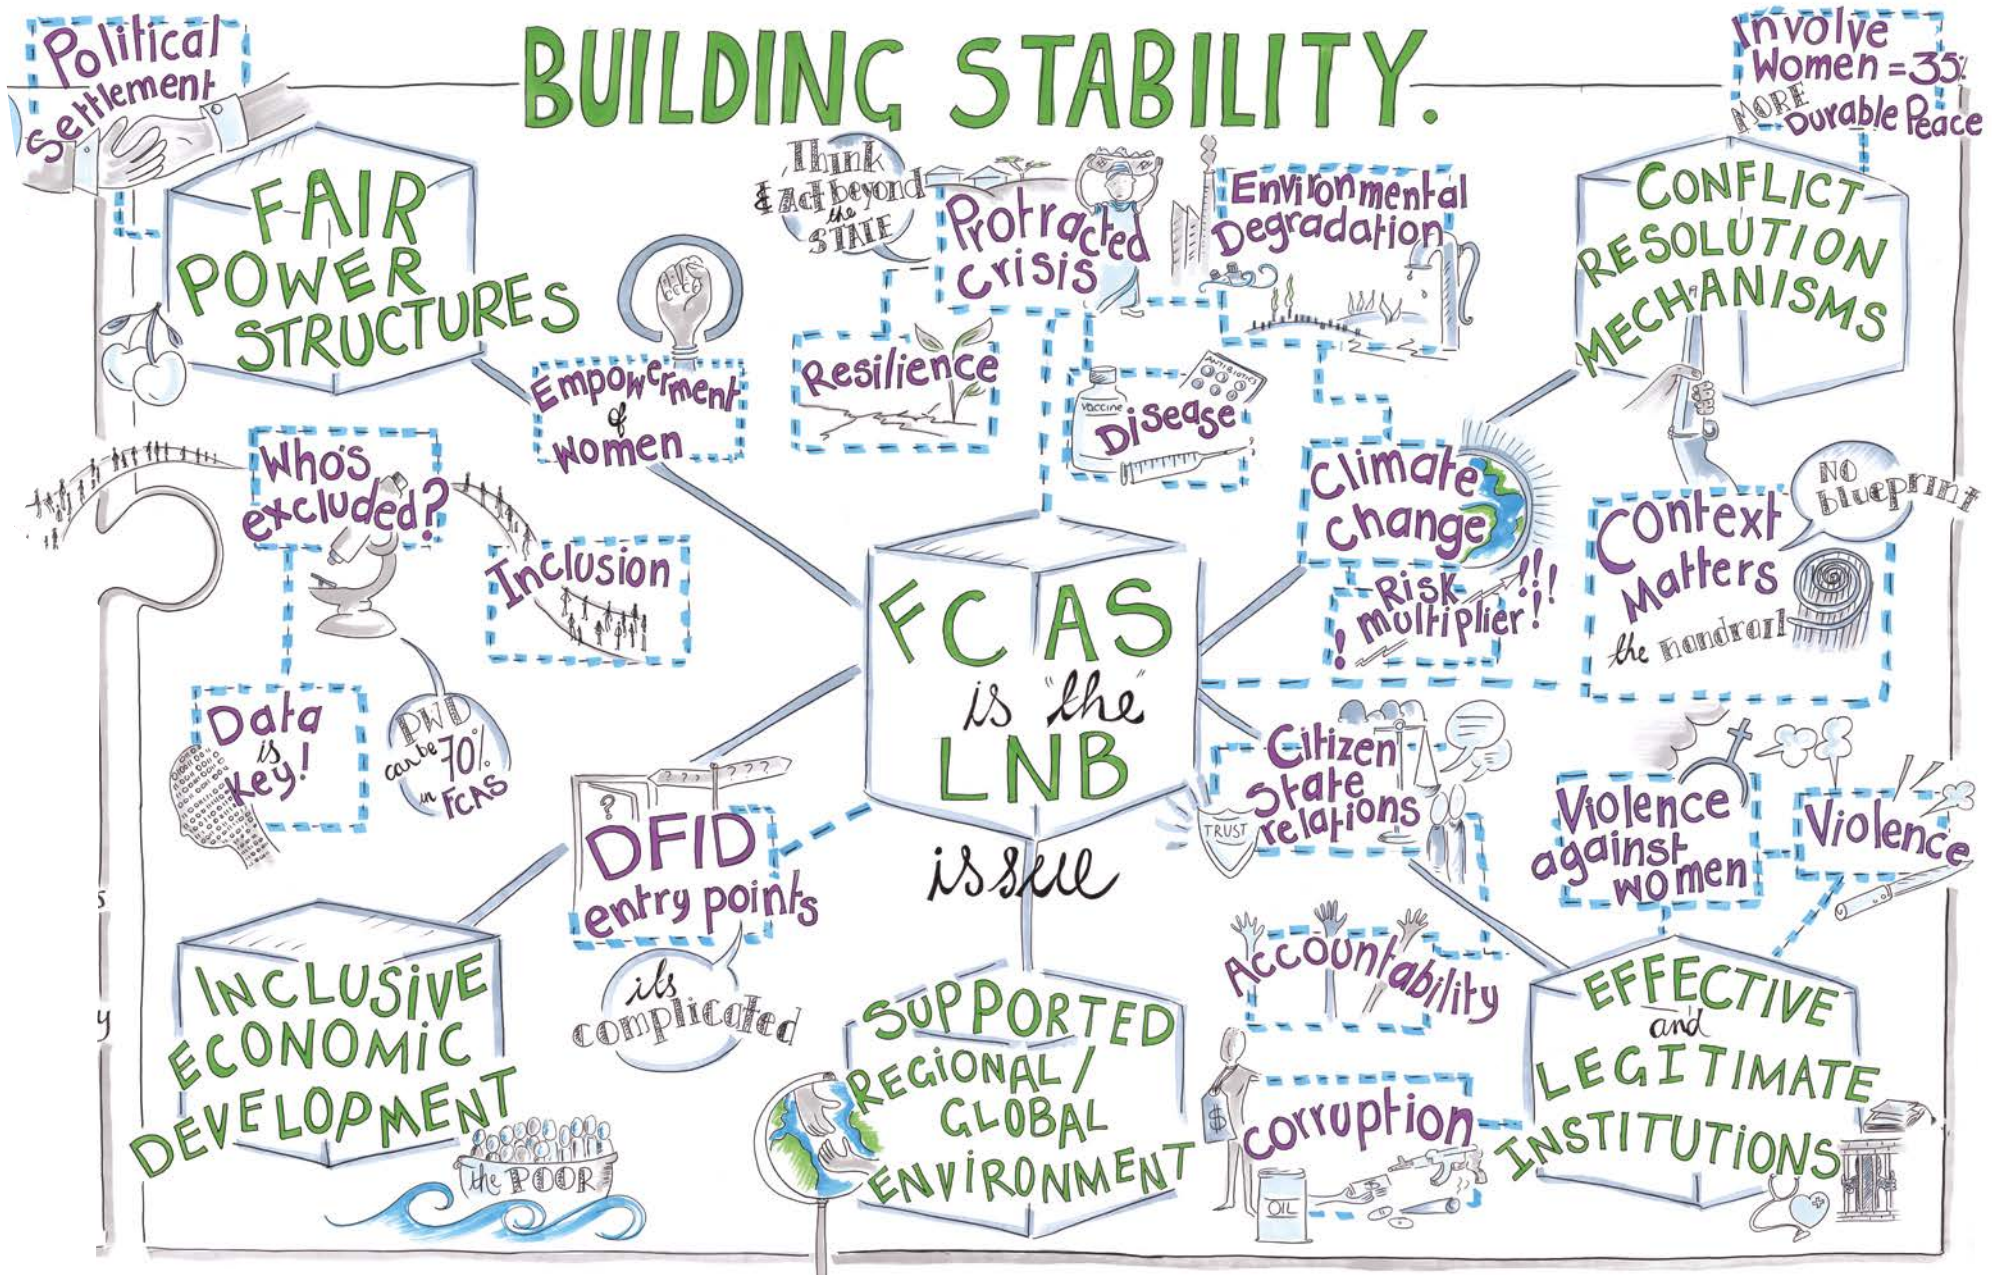 BUILDING STABILITY.
Political
Settlement
FAIR
POWER
STRUCTURES
Empowerment
of
women
Who's
excluded?
Inclusion
Data
is
key!
PWD
can be
70%
in
FCAS
Think
& Act beyond
the
STATE
Protracted
crisis
Environmental
Degradation
Resilience
vaccine
ANTIBIOTICS
Disease
Climate
change
Risk
multiplier!
! !!! !
Involve
Women = 35%
MORE
Durable Peace
CONFLICT
RESOLUTION
MECHANISMS
NO
blueprint
Context
Matters
the handrail
FCAS
is "the"
LNB
issue
? ? ? ? ? ?
?
DFID
entry points
its
complicated
Citizen
State
relations
TRUST
Violence
against
women
Violence
Accountability
EFFECTIVE
and
LEGITIMATE
INSTITUTIONS
$
corruption
$
OIL
INCLUSIVE
ECONOMIC
DEVELOPMENT
the POOR
SUPPORTED
REGIONAL/
GLOBAL
ENVIRONMENT
s
y